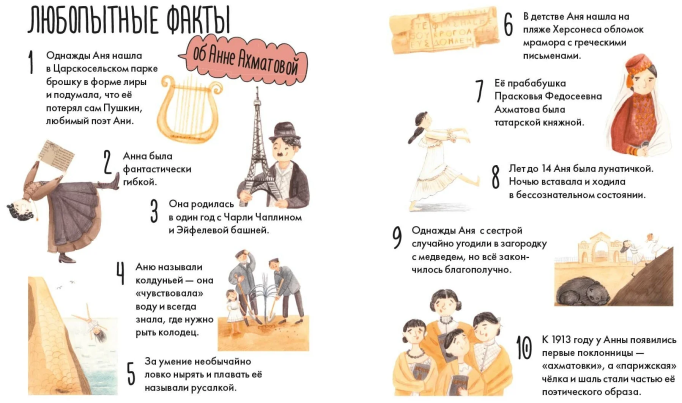 ЛЮБОПЫТНЫЕ ФАКТЫ
об Анне Ахматовой
1
Однажды Аня нашла
в Царскосельском парке
брошку в форме лиры
и подумала, что её
потерял сам Пушкин,
любимый поэт Ани.
2
Анна была
фантастически
гибкой.
3
Она родилась
в один год с Чарли Чаплином
и Эйфелевой башней.
4
Аню называли
колдуньей — она
«чувствовала»
воду и всегда
знала, где нужно
рыть колодец.
5
За умение необычайно
ловко нырять и плавать её
называли русалкой.
6
В детстве Аня нашла на
пляже Херсонеса обломок
мрамора с греческими
письменами.
7
Её прабабушка
Прасковья Федосеевна
Ахматова была
татарской княжной.
8
Лет до 14 Аня была лунатичкой.
Ночью вставала и ходила
в бессознательном состоянии.
9
Однажды Аня с сестрой
случайно угодили в загородку
с медведем, но всё закон-
чилось благополучно.
10
К 1913 году у Анны появились
первые поклонницы —
«ахматовки», а «парижская»
чёлка и шаль стали частью её
поэтического образа.